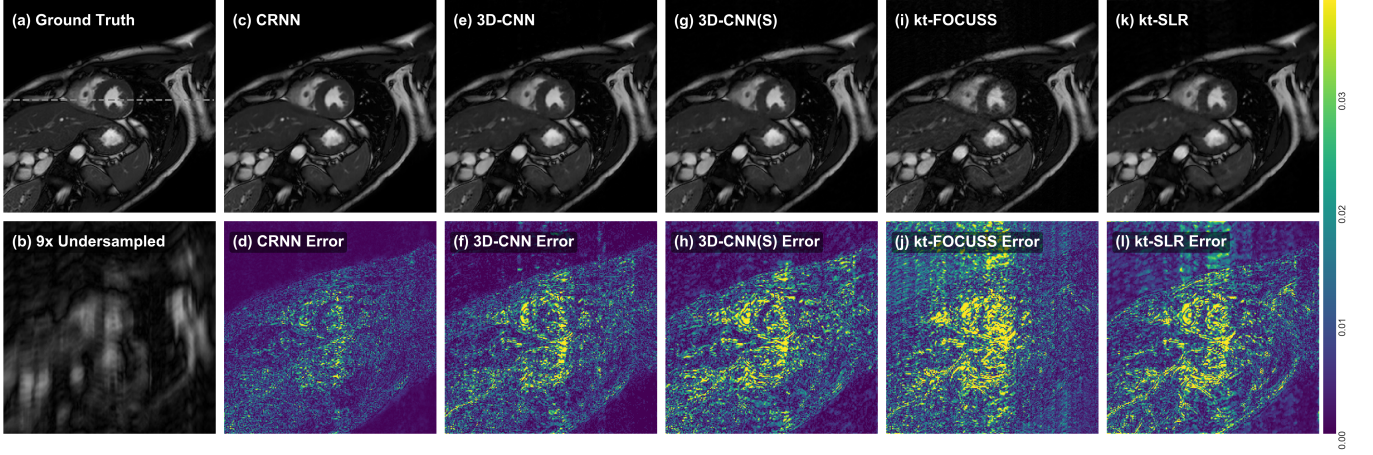 (a) Ground Truth
(c) CRNN
(e) 3D-CNN
(g) 3D-CNN(S)
(i) kt-FOCUSS
(k) kt-SLR
(b) 9x Undersampled
(d) CRNN Error
(f) 3D-CNN Error
(h) 3D-CNN(S) Error
(j) kt-FOCUSS Error
(l) kt-SLR Error
0.03
0.02
0.01
0.00